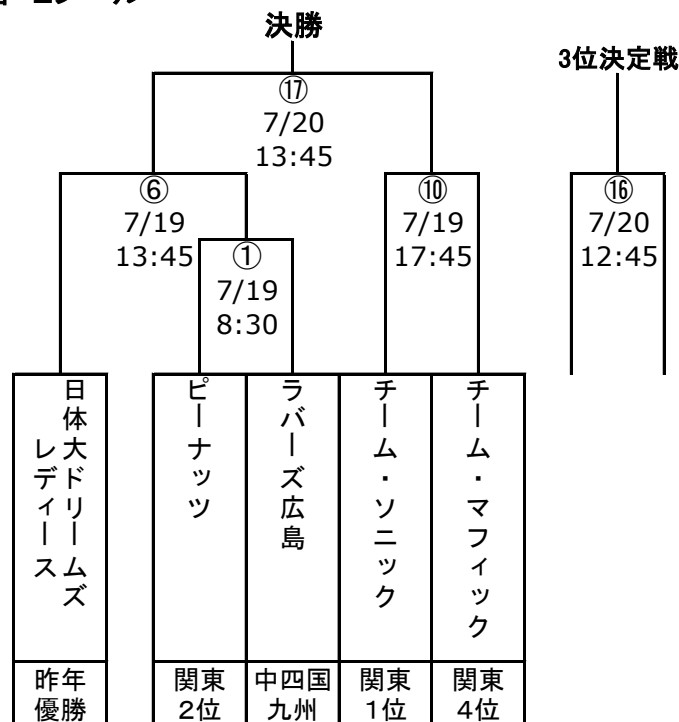 決勝
3位決定戦
⑰
7/20
13:45
⑥
7/19
13:45
⑩
7/19
17:45
⑯
7/20
12:45
①
7/19
8:30
日体大ドリームズ
レディース
ピーナッツ
ラバーズ広島
チーム・ソニック
チーム・マフィック
昨年
優勝
関東
2位
中四国
九州
関東
1位
関東
4位